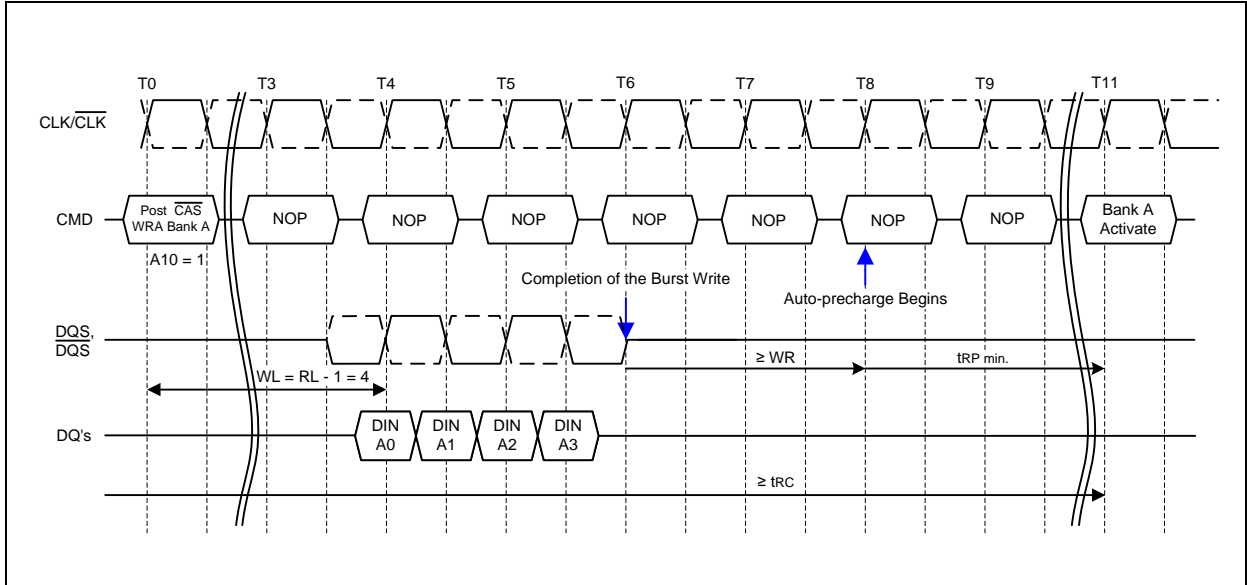 T0 T3 T4 T5 T6 T7 T8 T9 T11
CLK/CLK
CMD
Post CAS
WRA Bank A
NOP NOP NOP NOP NOP NOP NOP
Bank A
Activate
A10 = 1
Completion of the Burst Write
Auto-precharge Begins
DQS,
DQS
≥ WR
tRP min.
WL = RL - 1 = 4
DQ's
DIN
A0
DIN
A1
DIN
A2
DIN
A3
≥ tRC